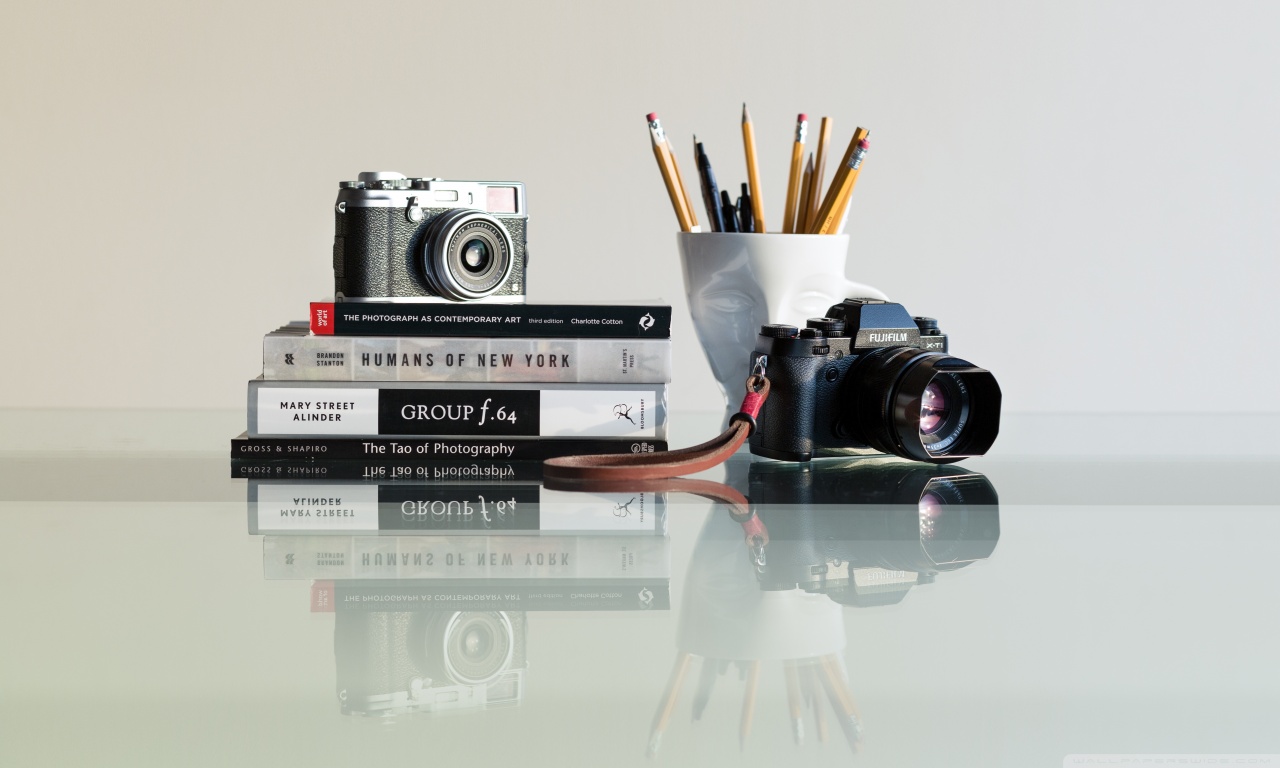 world of art
THE PHOTOGRAPH AS CONTEMPORARY ART third edition Charlotte Cotton
BRANDON
STANTON
HUMANS OF NEW YORK
ST. MARTIN'S
PRESS
MARY STREET
ALINDER
GROUP f.64
BLOOMSBURY
GROSS & SHAPIRO The Tao of Photography
FUJIFILM
X-T1